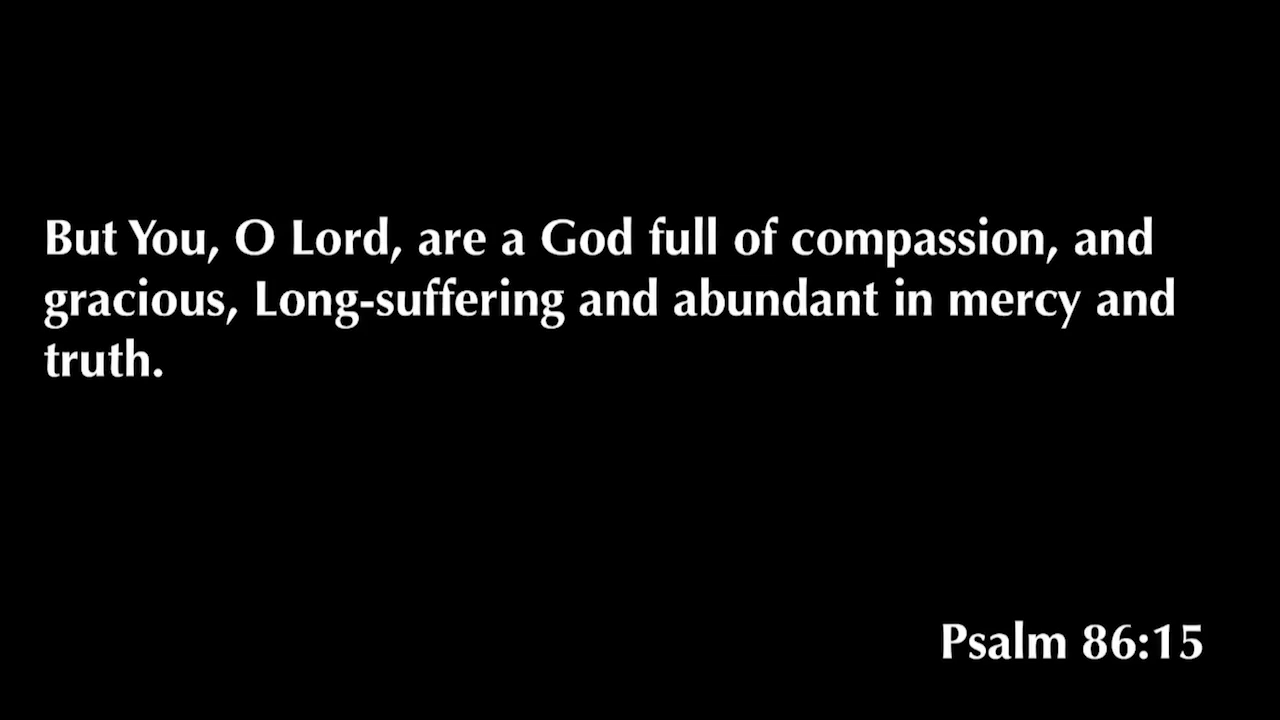 But You, O Lord, are a God full of compassion, and
gracious, Long-suffering and abundant in mercy and
truth.
Psalm 86:15